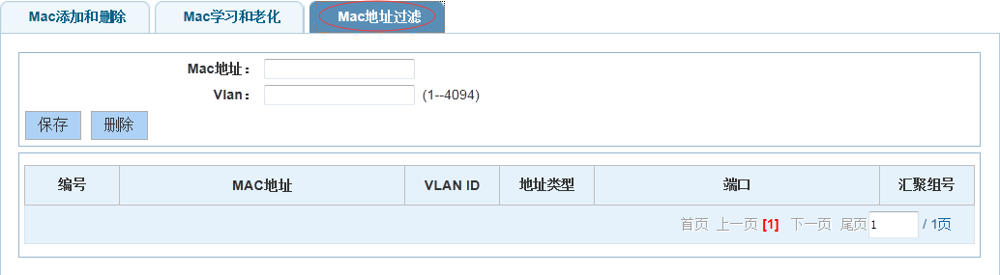 Mac添加和删除 Mac学习和老化 Mac地址过滤
Mac地址：
Vlan： (1--4094)
保存 删除
编号 MAC地址 VLAN ID 地址类型 端口 汇聚组号
首页 上一页 [1] 下一页 尾页 1 / 1页